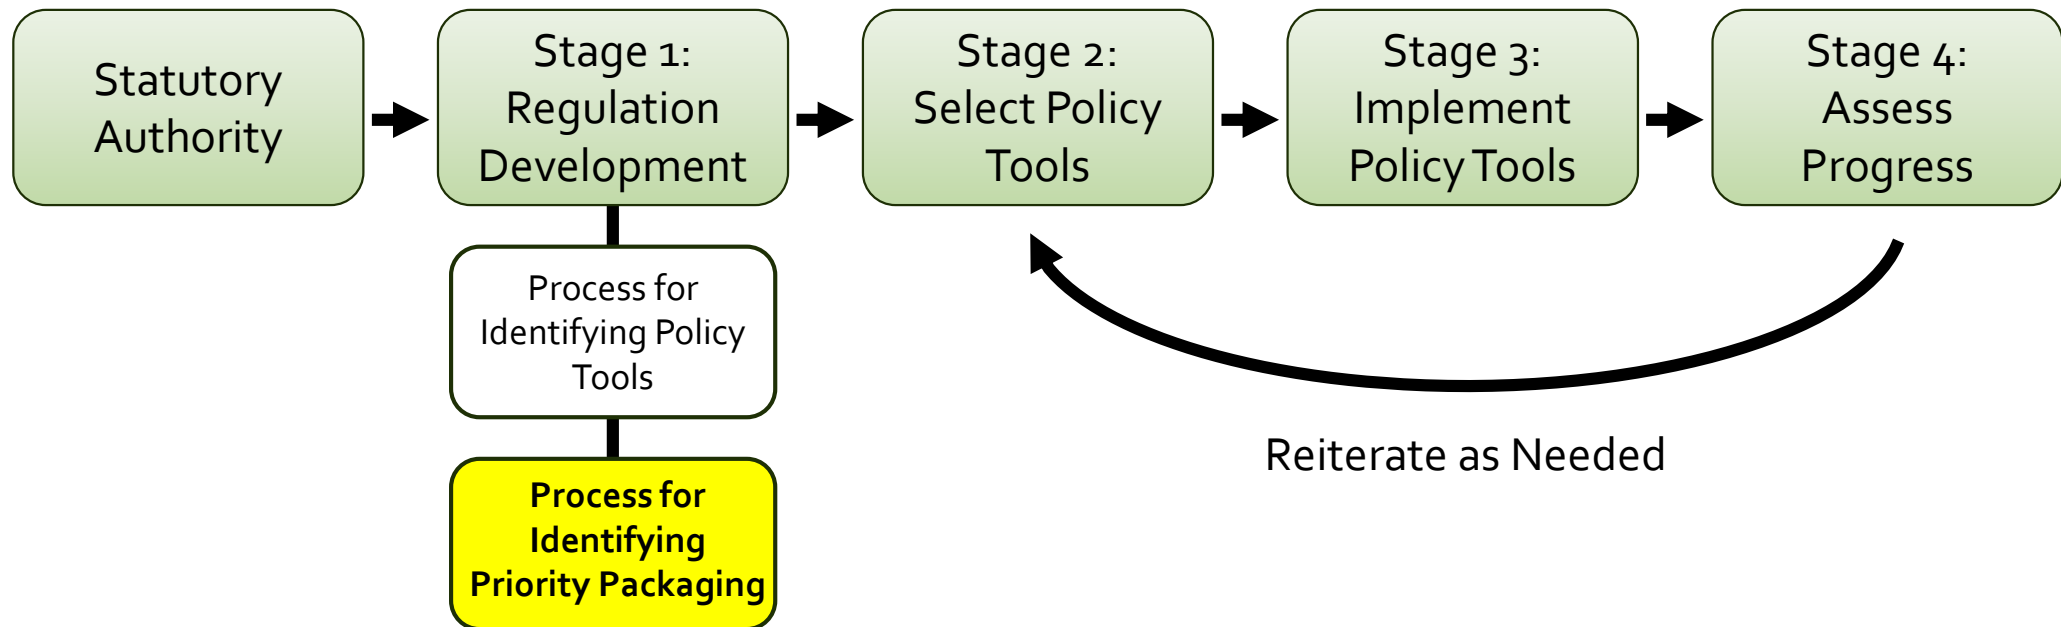 Statutory
Authority
Stage 1:
Regulation
Development
Stage 2:
Select Policy
Tools
Stage 3:
Implement
Policy Tools
Stage 4:
Assess
Progress
Process for
Identifying Policy
Tools
Process for
Identifying
Priority Packaging
Reiterate as Needed